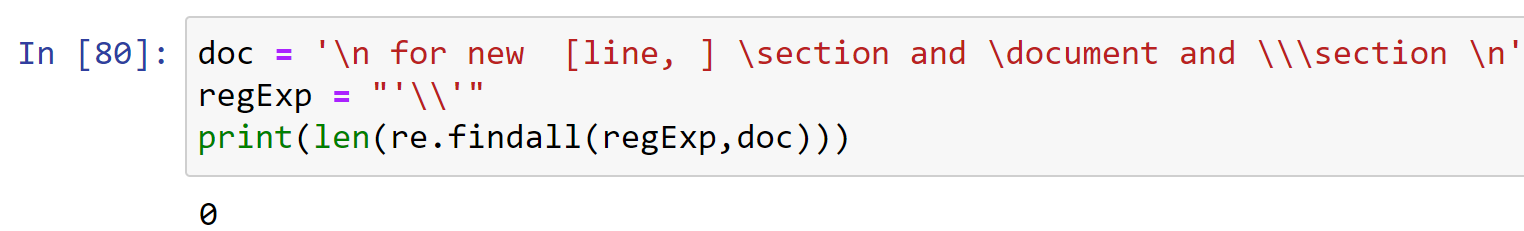 In [80]: doc = '\n for new  [line, ] \section and \document and \\\section \n'
regExp = "'\\'"
print(len(re.findall(regExp,doc)))
0